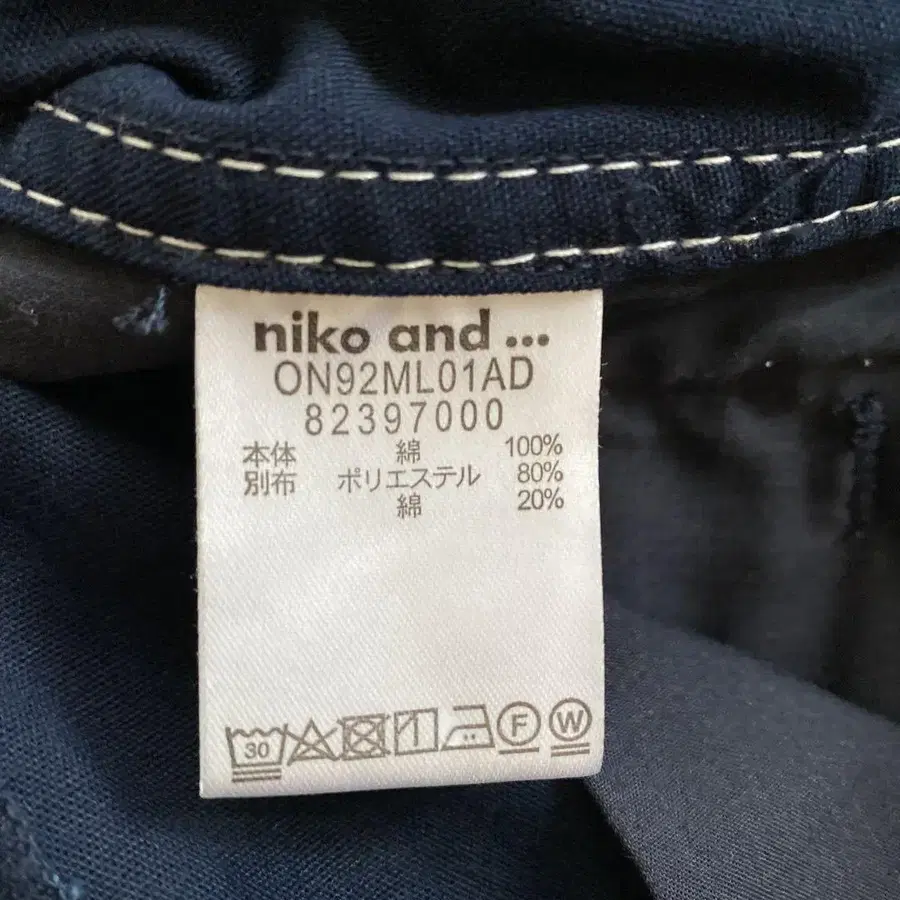 niko and ...
ON92ML01AD
82397000
本体 綿 100%
別布 ポリエステル 80%
綿 20%
30 F W